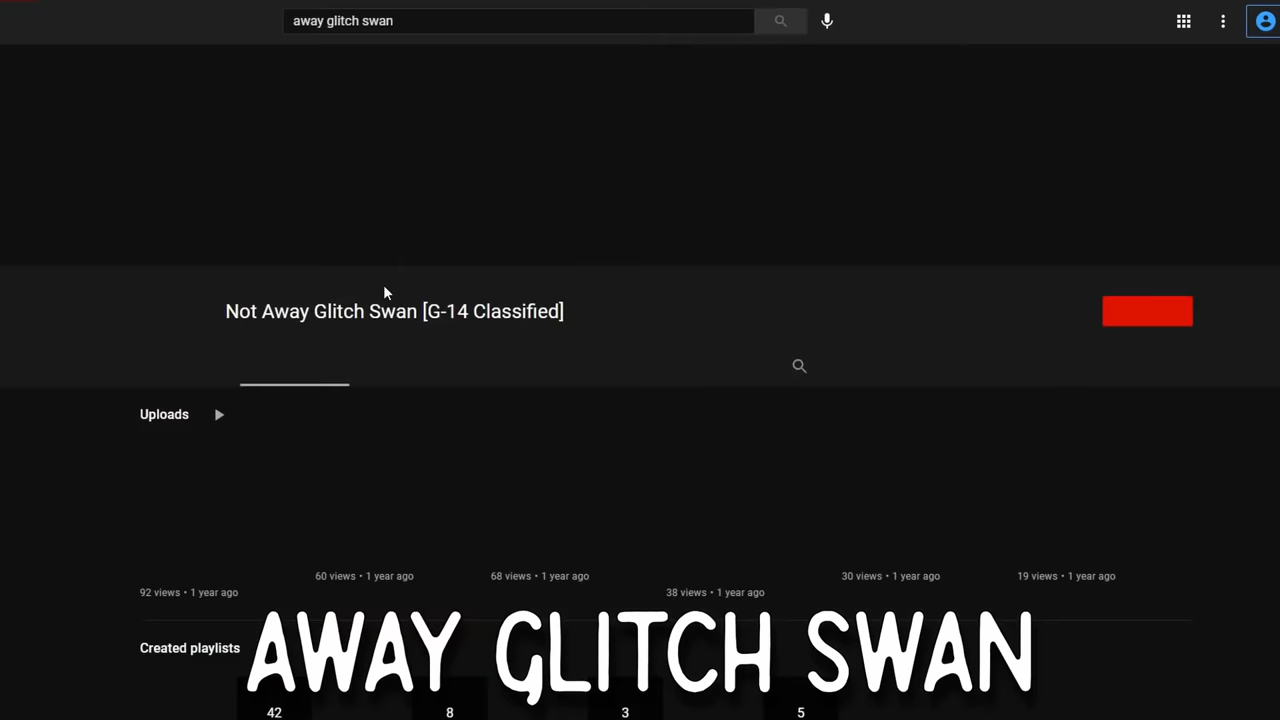 away glitch swan
Not Away Glitch Swan [G-14 Classified]
Uploads
60 views • 1 year ago
68 views • 1 year ago
30 views • 1 year ago
19 views • 1 year ago
92 views • 1 year ago
38 views • 1 year ago
Created playlists
AWAY GLITCH SWAN
42
8
3
5